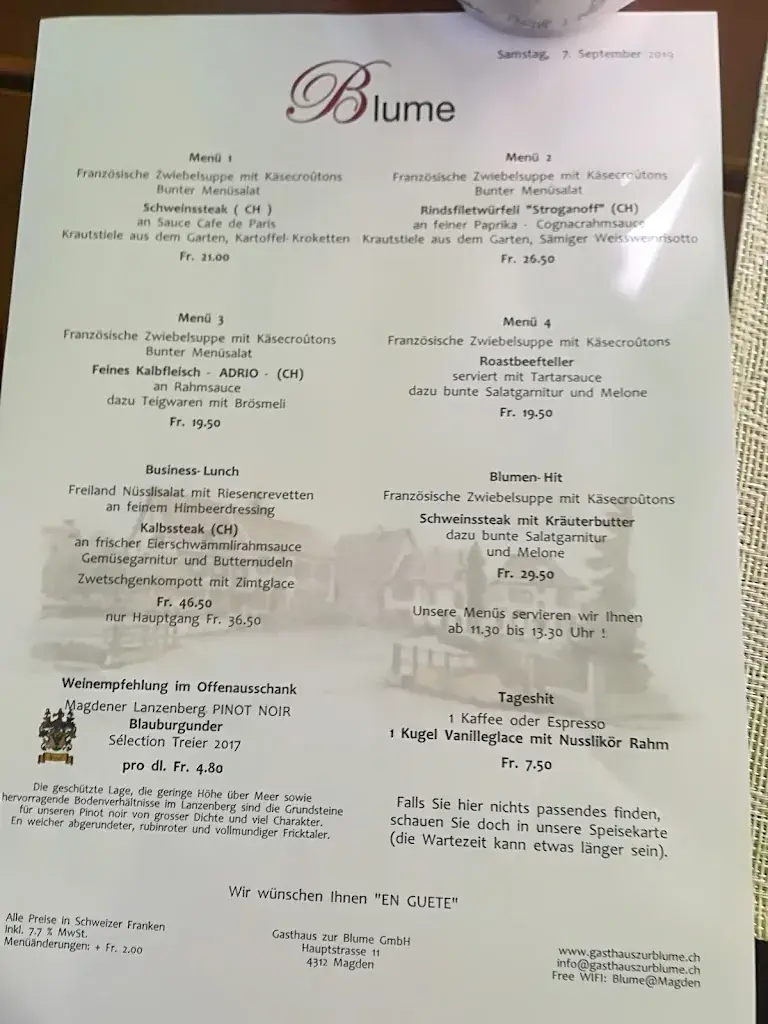 Samstag, 7. September 2019
Blume
Menü 1
Französische Zwiebelsuppe mit Käsecroûtons
Bunter Menüsalat
Schweinssteak ( CH )
an Sauce Cafe de Paris
Krautstiele aus dem Garten, Kartoffel-Kroketten
Fr. 21.00
Menü 2
Französische Zwiebelsuppe mit Käsecroûtons
Bunter Menüsalat
Rindsfiletwürfeli "Stroganoff" (CH)
an feiner Paprika - Cognacrahmsauce
Krautstiele aus dem Garten, Sämiger Weissweinrisotto
Fr. 26.50
Menü 3
Französische Zwiebelsuppe mit Käsecroûtons
Bunter Menüsalat
Feines Kalbfleisch - ADRIO - (CH)
an Rahmsauce
dazu Teigwaren mit Brösmeli
Fr. 19.50
Menü 4
Französische Zwiebelsuppe mit Käsecroûtons
Roastbeefteller
serviert mit Tartarsauce
dazu bunte Salatgarnitur und Melone
Fr. 19.50
Business-Lunch
Freiland Nüsslisalat mit Riesencrevetten
an feinem Himbeerdressing
Kalbssteak (CH)
an frischer Eierschwämmlirahmsauce
Gemüsegarnitur und Butternudeln
Zwetschgenkompott mit Zimtglace
Fr. 46.50
nur Hauptgang Fr. 36.50
Blumen-Hit
Französische Zwiebelsuppe mit Käsecroûtons
Schweinssteak mit Kräuterbutter
dazu bunte Salatgarnitur
und Melone
Fr. 29.50
Unsere Menüs servieren wir Ihnen
ab 11.30 bis 13.30 Uhr !
Weinempfehlung im Offenausschank
Magdener Lanzenberg PINOT NOIR
Blauburgunder
Sélection Treier 2017
pro dl. Fr. 4.80
Die geschützte Lage, die geringe Höhe über Meer sowie
hervorragende Bodenverhältnisse im Lanzenberg sind die Grundsteine
für unseren Pinot noir von grosser Dichte und viel Charakter.
En weicher abgerundeter, rubinroter und vollmundiger Fricktaler.
Tageshit
1 Kaffee oder Espresso
1 Kugel Vanilleglace mit Nusslikör Rahm
Fr. 7.50
Falls Sie hier nichts passendes finden,
schauen Sie doch in unsere Speisekarte
(die Wartezeit kann etwas länger sein).
Wir wünschen Ihnen "EN GUETE"
Alle Preise in Schweizer Franken
Inkl. 7.7 % MwSt.
Menüänderungen: + Fr. 2.00
Gasthaus zur Blume GmbH
Hauptstrasse 11
4312 Magden
www.gasthauszurblume.ch
info@gasthauszurblume.ch
Free WIFI: Blume@Magden